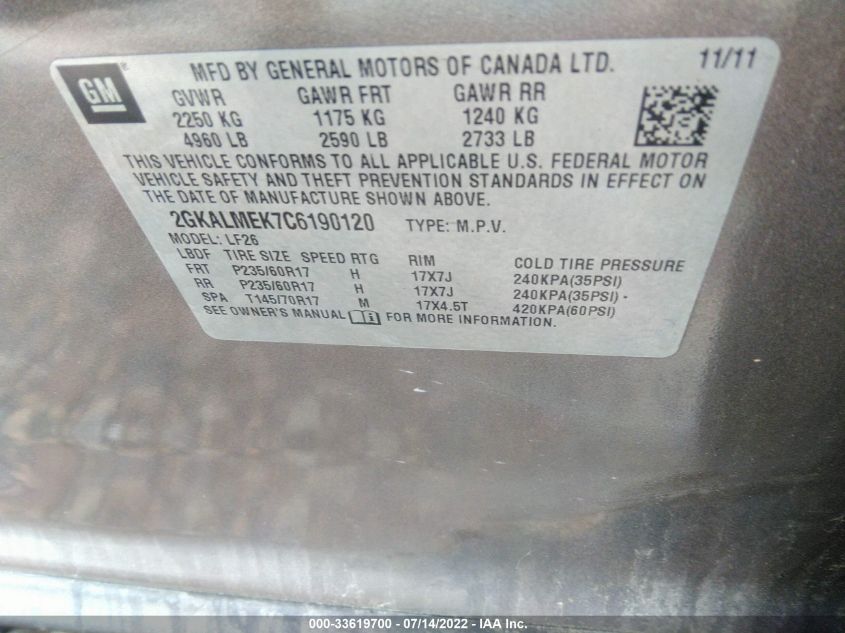 GM
MFD BY GENERAL MOTORS OF CANADA LTD. 11/11
GVWR GAWR FRT GAWR RR
2250 KG 1175 KG 1240 KG
4960 LB 2590 LB 2733 LB
THIS VEHICLE CONFORMS TO ALL APPLICABLE U.S. FEDERAL MOTOR
VEHICLE SAFETY AND THEFT PREVENTION STANDARDS IN EFFECT ON
THE DATE OF MANUFACTURE SHOWN ABOVE.
2GKALMEK7C6190120 TYPE: M.P.V.
MODEL: LF26
LBDF TIRE SIZE SPEED RTG RIM COLD TIRE PRESSURE
FRT P235/60R17 H 17X7J 240KPA(35PSI)
RR P235/60R17 H 17X7J 240KPA(35PSI)
SPA T145/70R17 M 17X4.5T 420KPA(60PSI)
SEE OWNER'S MANUAL FOR MORE INFORMATION.
000-33619700 - 07/14/2022 - IAA Inc.